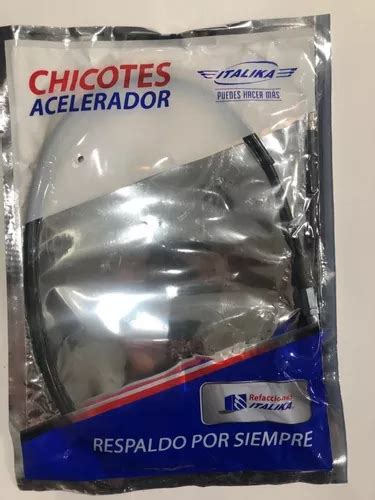 CHICOTES
ACELERADOR
ITALIKA
PUEDES HACER MÁS
Refacciones
ITALIKA
RESPALDO POR SIEMPRE